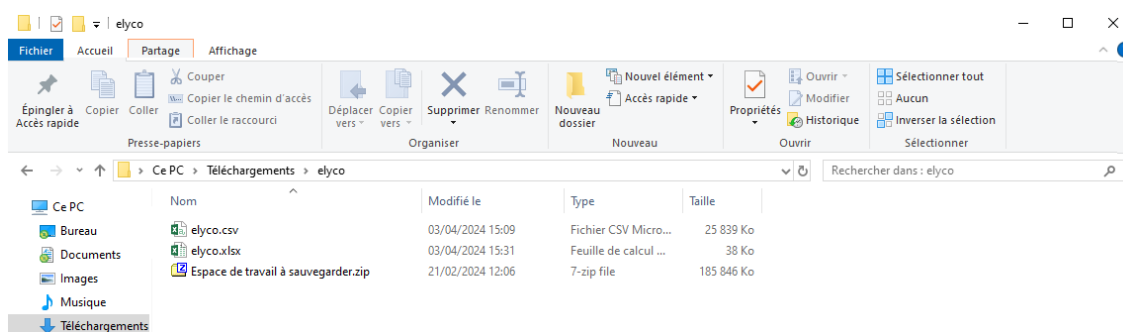 elyco
Fichier Accueil Partage Affichage
Épingler à Accès rapide
Copier
Coller
Couper
Copier le chemin d'accès
Coller le raccourci
Presse-papiers
Déplacer vers
Copier vers
Supprimer
Renommer
Organiser
Nouveau dossier
Nouvel élément
Accès rapide
Nouveau
Propriétés
Ouvrir
Modifier
Historique
Ouvrir
Sélectionner tout
Aucun
Inverser la sélection
Sélectionner
Ce PC > Téléchargements > elyco
Rechercher dans : elyco
Ce PC
Bureau
Documents
Images
Musique
Téléchargements
Nom Modifié le Type Taille
elyco.csv 03/04/2024 15:09 Fichier CSV Micro... 25 839 Ko
elyco.xlsx 03/04/2024 15:31 Feuille de calcul ... 38 Ko
Espace de travail à sauvegarder.zip 21/02/2024 12:06 7-zip file 185 846 Ko